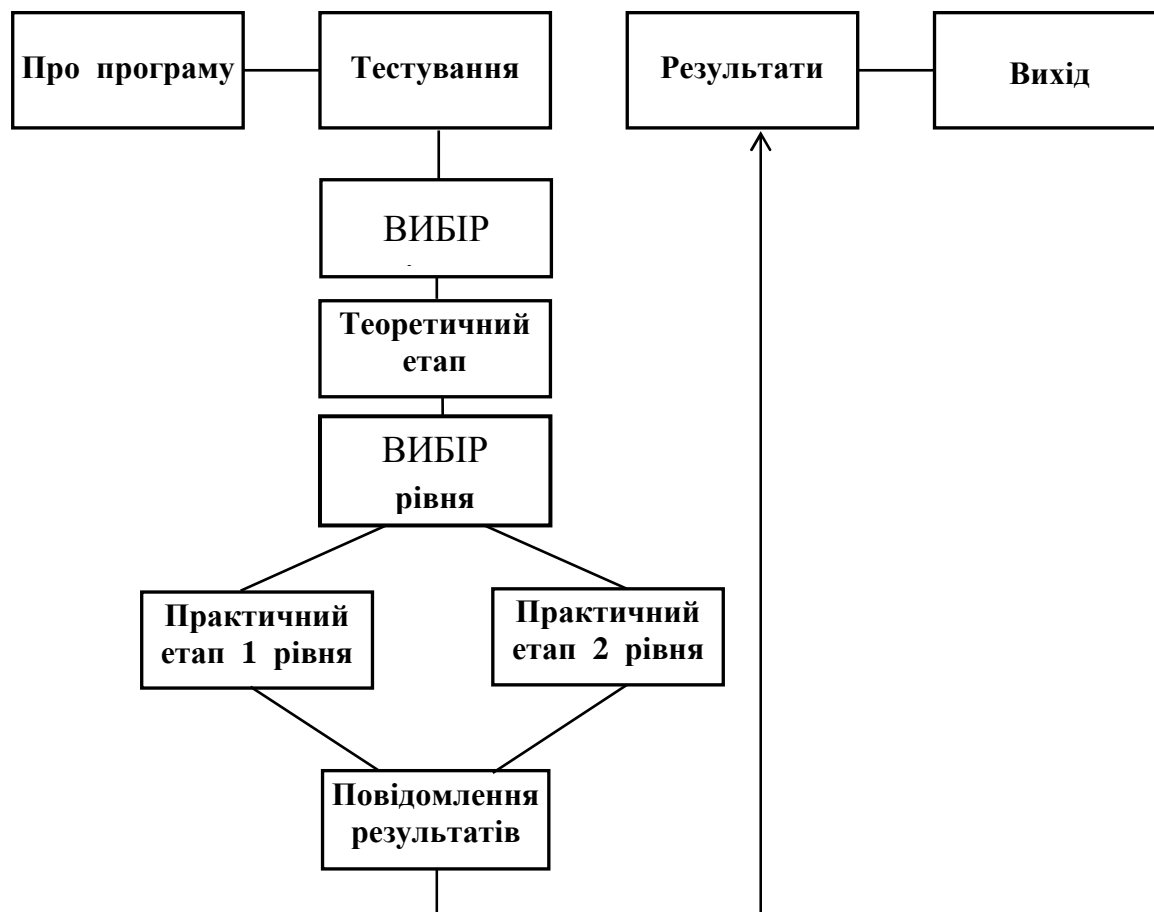 Про програму
Тестування
Результати
Вихід
ВИБІР
Теоретичний
етап
ВИБІР
рівня
Практичний
етап 1 рівня
Практичний
етап 2 рівня
Повідомлення
результатів